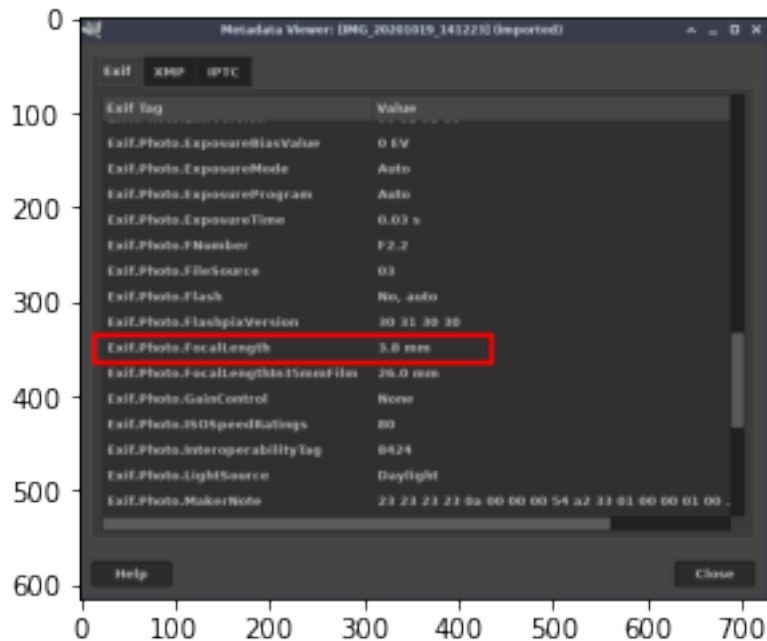 0
Metadata Viewer: [IMG_20201019_141223] (imported)
Exif XMP IPTC
100
Exif Tag Value
Exif.Photo.ExposureBiasValue 0 EV
Exif.Photo.ExposureMode Auto
Exif.Photo.ExposureProgram Auto
200
Exif.Photo.ExposureTime 0.03 s
Exif.Photo.FNumber F2.2
Exif.Photo.FileSource 03
Exif.Photo.Flash No, auto
300
Exif.Photo.FlashpixVersion 30 31 30 30
Exif.Photo.FocalLength 3.8 mm
Exif.Photo.FocalLengthIn35mmFilm 26.0 mm
400
Exif.Photo.GainControl None
Exif.Photo.ISOSpeedRatings 80
Exif.Photo.InteroperabilityTag 8424
Exif.Photo.LightSource Daylight
500
Exif.Photo.MakerNote 23 23 23 23 0a 00 00 00 54 a2 33 01 00 00 01 00 .
Help Close
600
0 100 200 300 400 500 600 700